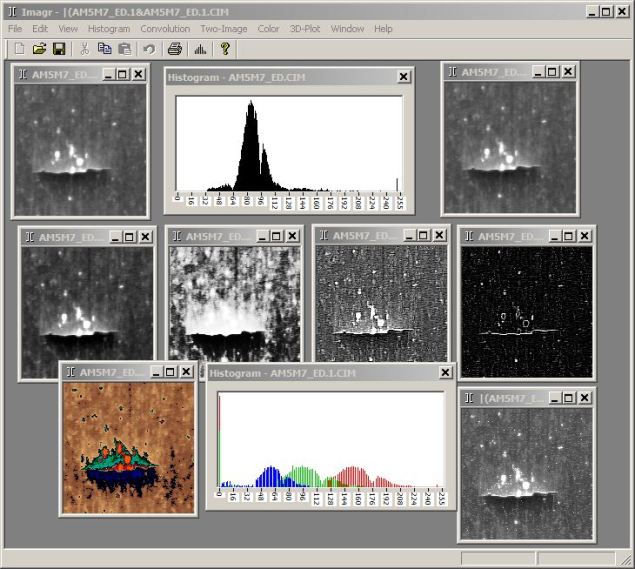 Imagr - |(AM5M7_ED.1&AM5M7_ED.1.CIM
File Edit View Histogram Convolution Two-Image Color 3D-Plot Window Help
AM5M7_ED....
Histogram - AM5M7_ED.CIM
AM5M7_ED....
0 16 32 48 64 80 96 112 128 144 160 176 192 208 224 240 255
AM5M7_ED....
AM5M7_ED....
AM5M7_ED....
AM5M7_ED....
AM5M7_ED....
Histogram - AM5M7_ED.1.CIM
|(AM5M7_E...
0 16 32 48 64 80 96 112 128 144 160 176 192 208 224 240 255